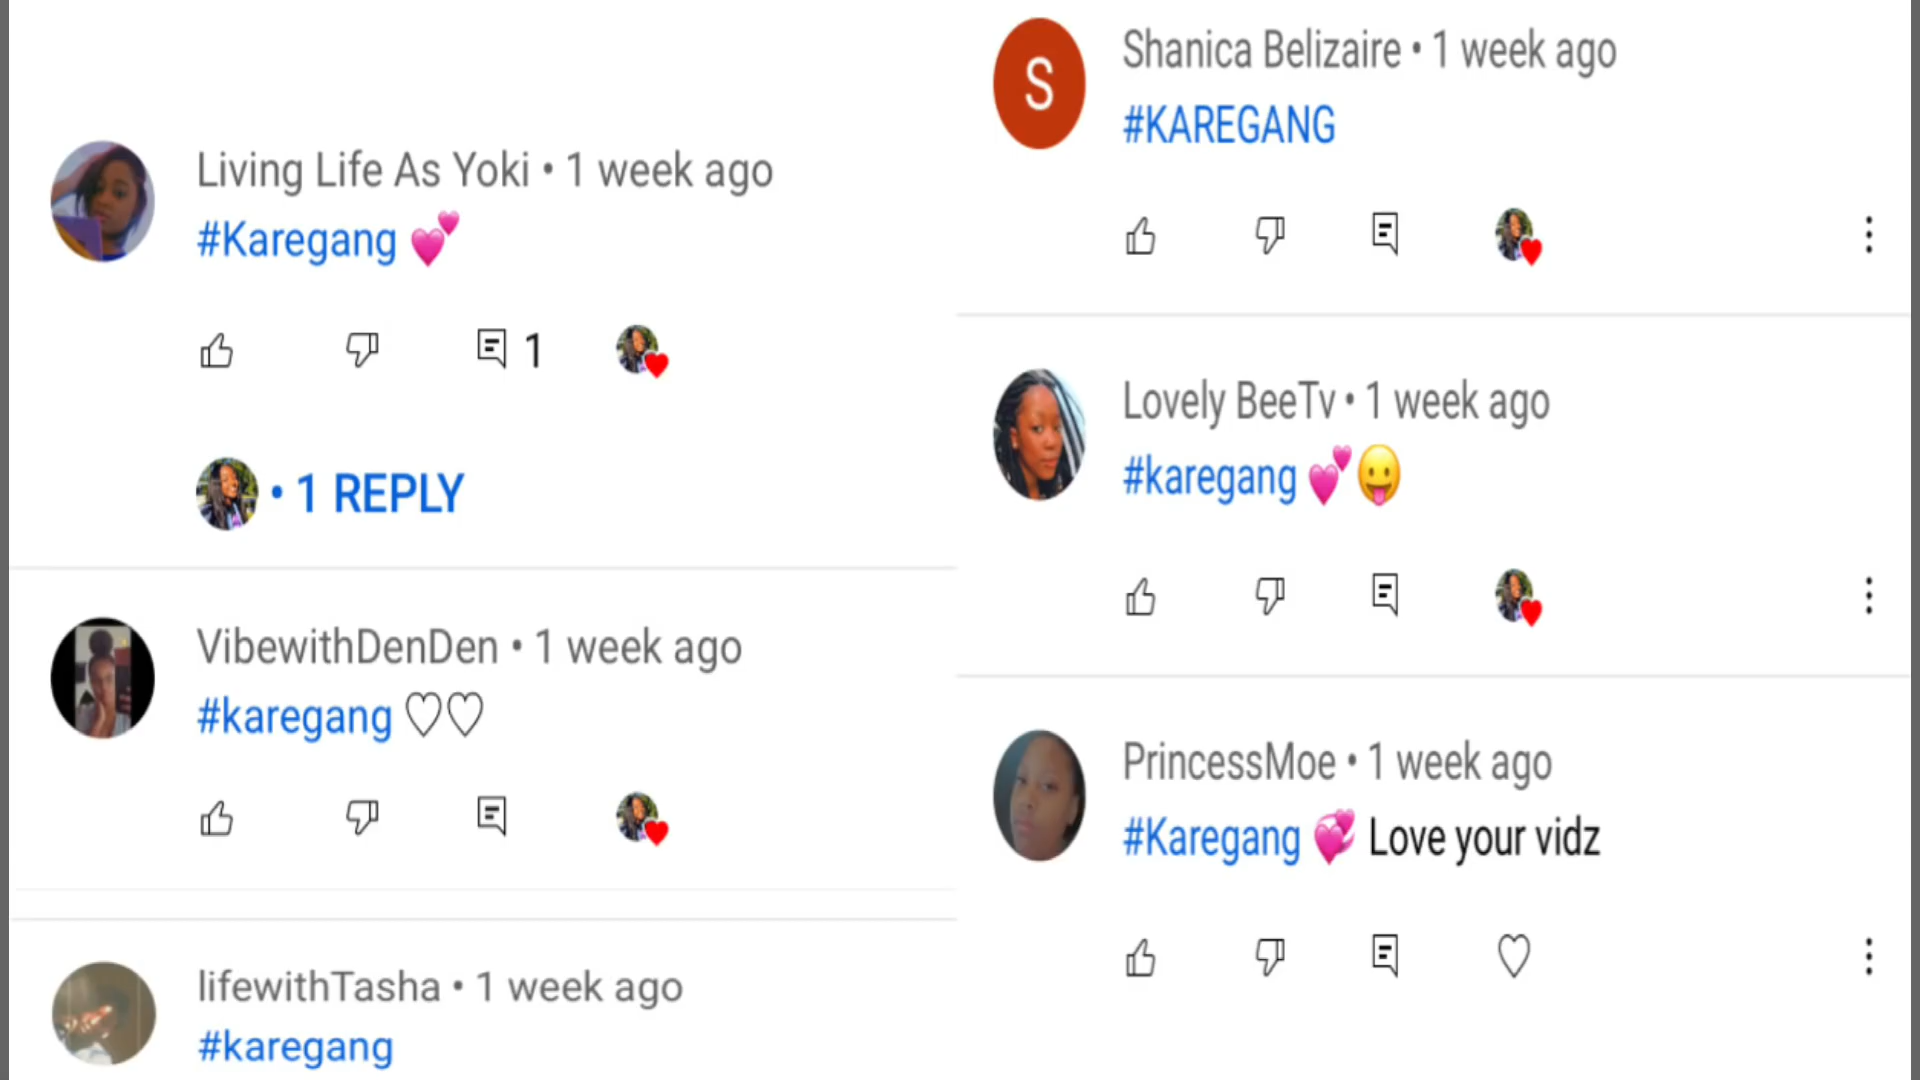 Living Life As Yoki • 1 week ago
#Karegang 💕
1
• 1 REPLY
VibewithDenDen • 1 week ago
#karegang ♡♡
lifewithTasha • 1 week ago
#karegang
S
Shanica Belizaire • 1 week ago
#KAREGANG
Lovely BeeTv • 1 week ago
#karegang 💕😛
PrincessMoe • 1 week ago
#Karegang 💞 Love your vidz